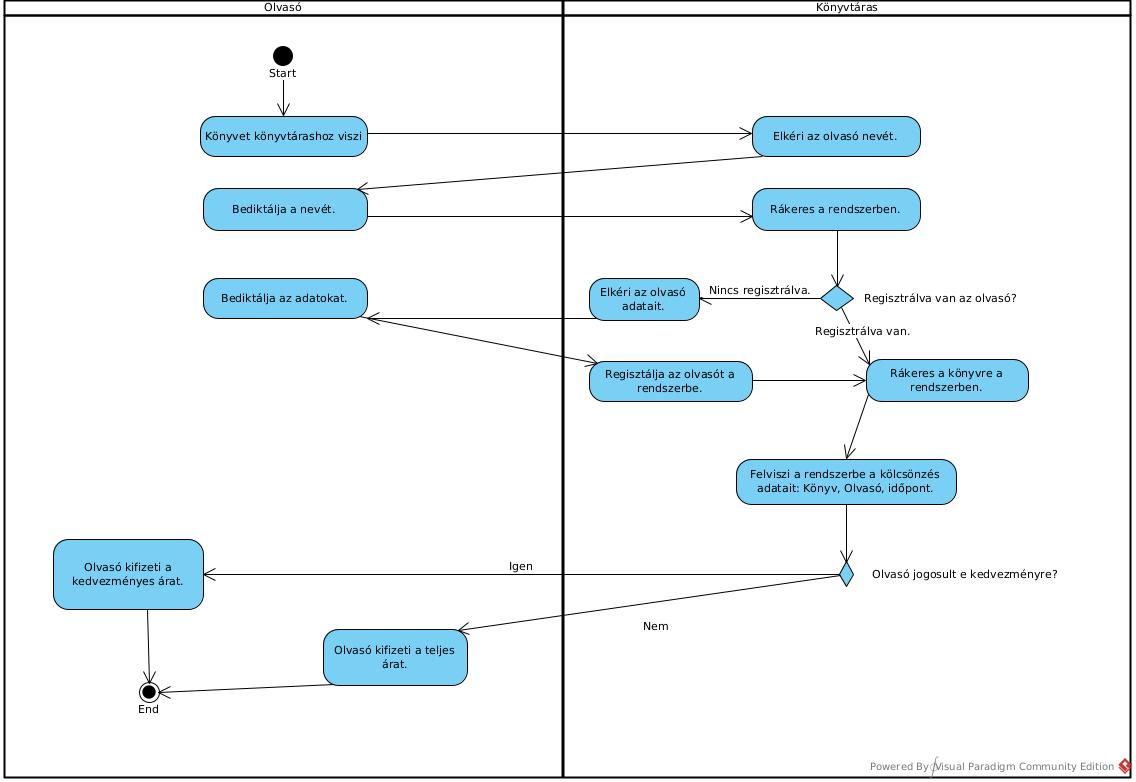 Olvasó
Könyvtáras
Start
Könyvet könyvtárashoz viszi
Elkéri az olvasó nevét.
Bediktálja a nevét.
Rákeres a rendszerben.
Bediktálja az adatokat.
Elkéri az olvasó
adatait.
Nincs regisztrálva.
Regisztrálva van az olvasó?
Regisztrálva van.
Regisztálja az olvasót a
rendszerbe.
Rákeres a könyvre a
rendszerben.
Felviszi a rendszerbe a kölcsönzés
adatait: Könyv, Olvasó, időpont.
Olvasó kifizeti a
kedvezményes árat.
Igen
Olvasó jogosult e kedvezményre?
Nem
Olvasó kifizeti a teljes
árat.
End
Powered By Visual Paradigm Community Edition